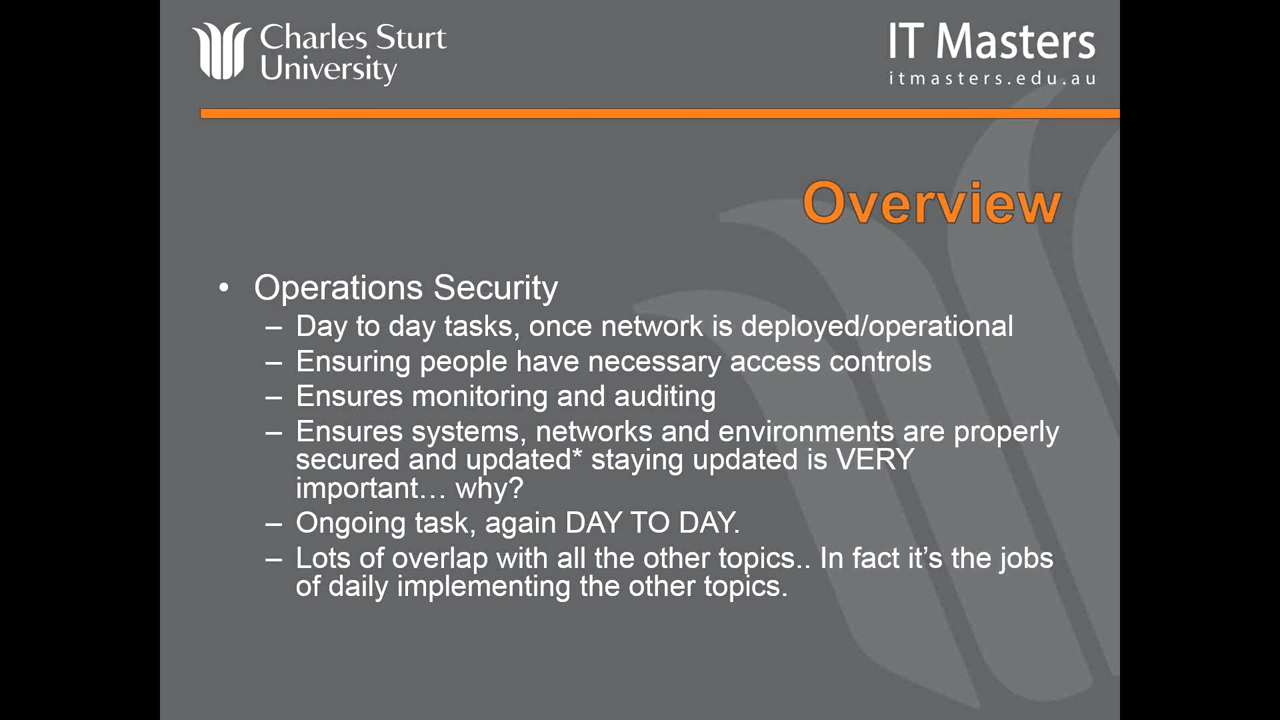 Charles Sturt
University
IT Masters
itmasters.edu.au
Overview
• Operations Security
– Day to day tasks, once network is deployed/operational
– Ensuring people have necessary access controls
– Ensures monitoring and auditing
– Ensures systems, networks and environments are properly
secured and updated* staying updated is VERY
important… why?
– Ongoing task, again DAY TO DAY.
– Lots of overlap with all the other topics.. In fact it’s the jobs
of daily implementing the other topics.